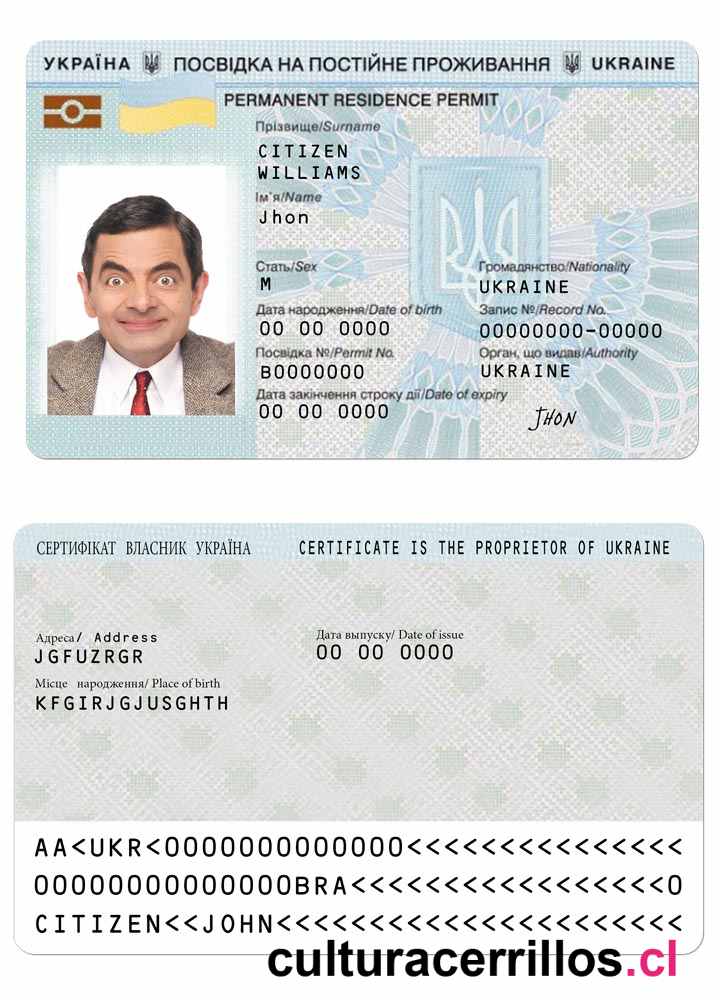 УКРАЇНА ПОСВІДКА НА ПОСТІЙНЕ ПРОЖИВАННЯ UKRAINE
PERMANENT RESIDENCE PERMIT
Прізвище/Surname
CITIZEN
WILLIAMS
Ім'я/Name
Jhon
Стать/Sex Громадянство/Nationality
M UKRAINE
Дата народження/Date of birth Запис №/Record No.
00 00 0000 00000000-00000
Посвідка №/Permit No. Орган, що видав/Authority
B0000000 UKRAINE
Дата закінчення строку дії/Date of expiry
00 00 0000 JHON
СЕРТИФІКАТ ВЛАСНИК УКРАЇНА CERTIFICATE IS THE PROPRIETOR OF UKRAINE
Адреса/ Address Дата выпуску/ Date of issue
JGFUZRGR 00 00 0000
Місце народження/ Place of birth
KFGIRJGJUSGHTH
AA<UKR<0000000000000<<<<<<<<<<<<<<<
00000000000000BRA<<<<<<<<<<<<<<<<<0
CITIZEN<<JOHN<<<<<<<<<<<<<<<<<<<<<<
culturacerrillos.cl